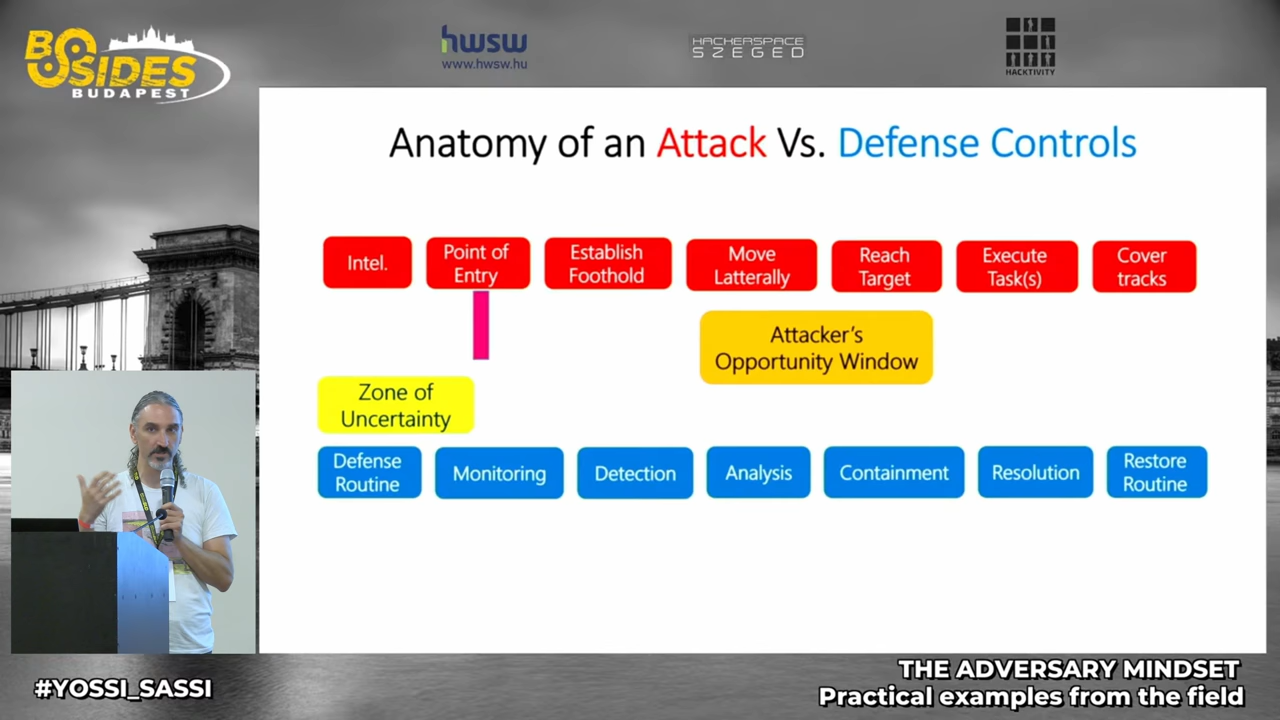 BSIDES
BUDAPEST
hwsw
www.hwsw.hu
HACKERSPACE
SZEGED
HACKTIVITY
Anatomy of an Attack Vs. Defense Controls
Intel.
Point of
Entry
Establish
Foothold
Move
Latterally
Reach
Target
Execute
Task(s)
Cover
tracks
Attacker's
Opportunity Window
Zone of
Uncertainty
Defense
Routine
Monitoring
Detection
Analysis
Containment
Resolution
Restore
Routine
#YOSSI_SASSI
THE ADVERSARY MINDSET
Practical examples from the field